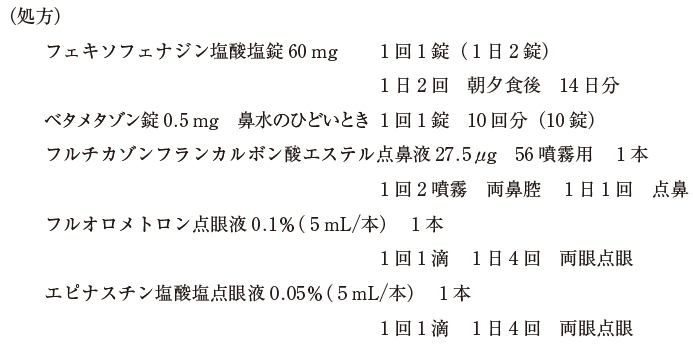 (処方)
フェキソフェナジン塩酸塩錠 60 mg　1回1錠(1日2錠)
1日2回　朝夕食後　14日分
ベタメタゾン錠 0.5 mg　鼻水のひどいとき　1回1錠　10回分(10錠)
フルチカゾンフランカルボン酸エステル点鼻液 27.5 μg　56噴霧用　1本
1回2噴霧　両鼻腔　1日1回　点鼻
フルオロメトロン点眼液 0.1%(5 mL/本)　1本
1回1滴　1日4回　両眼点眼
エピナスチン塩酸塩点眼液 0.05%(5 mL/本)　1本
1回1滴　1日4回　両眼点眼